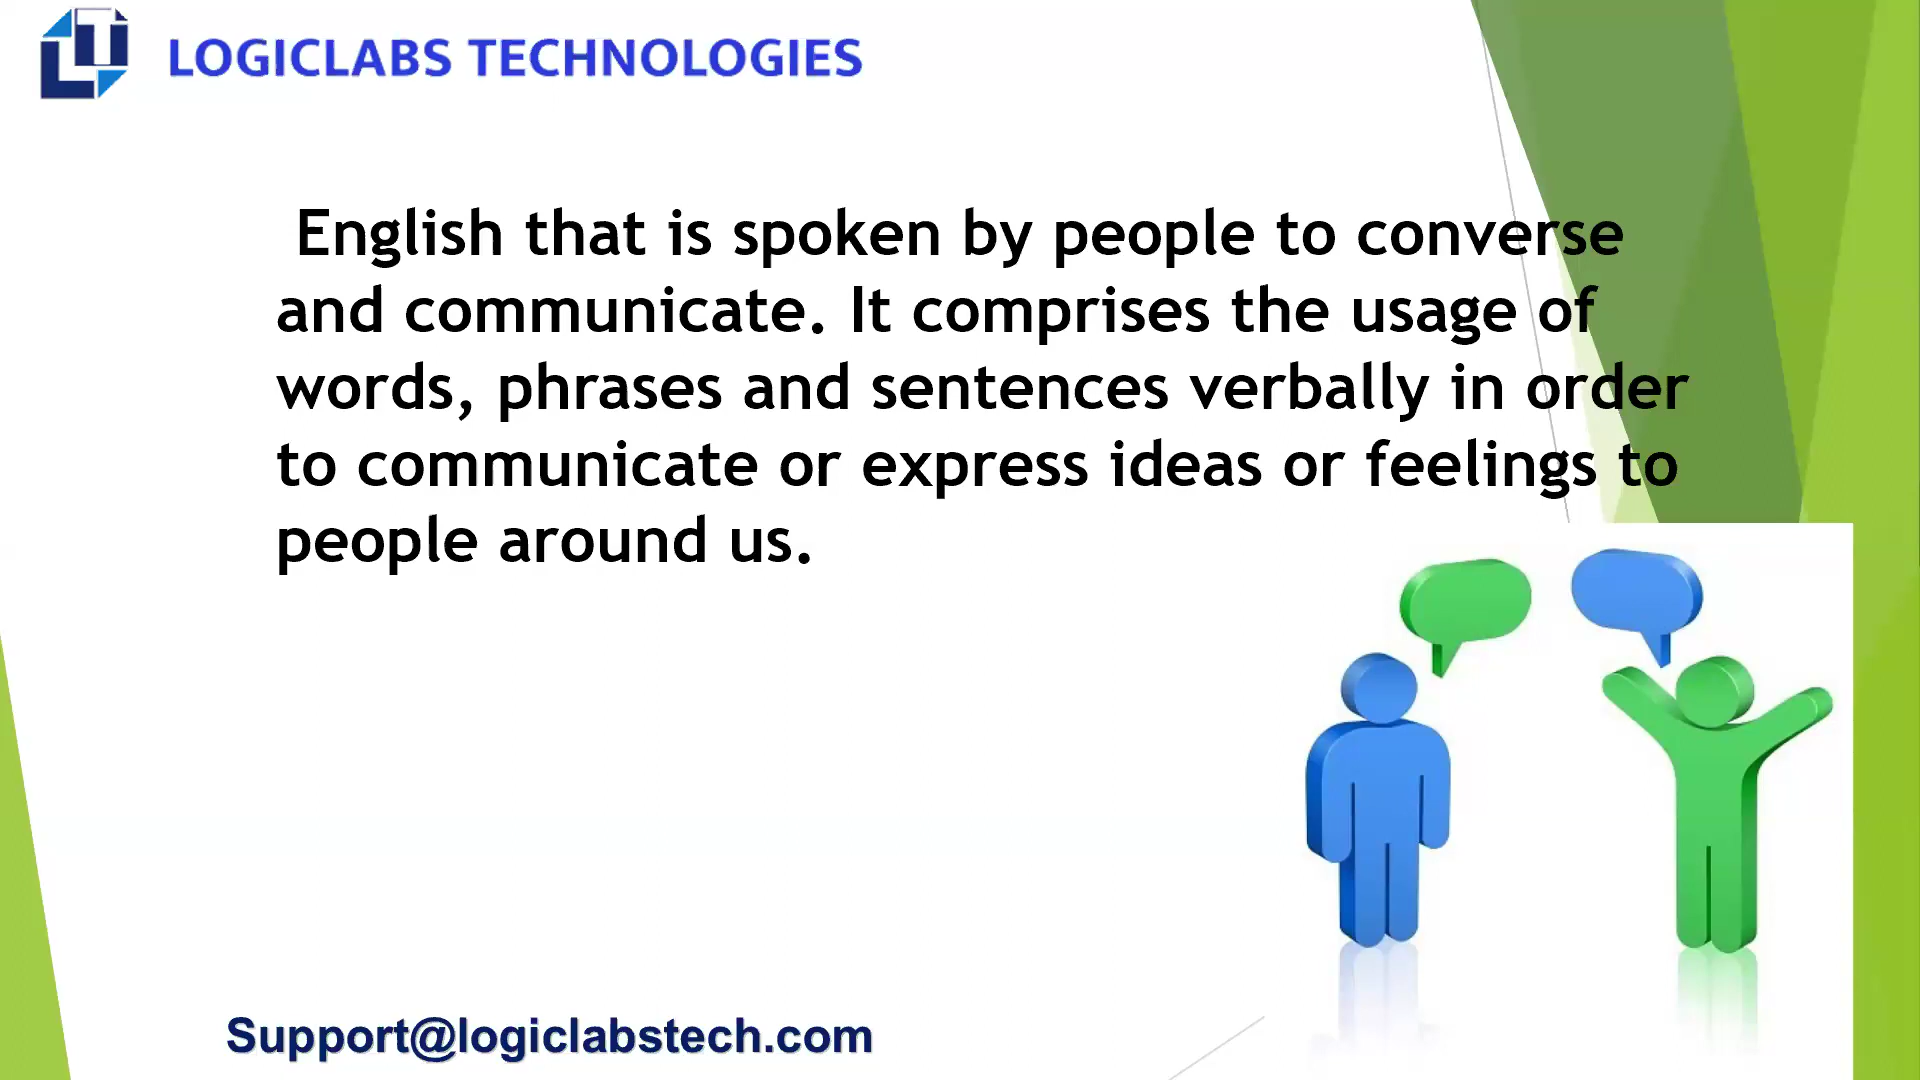 LOGICLABS TECHNOLOGIES
English that is spoken by people to converse
and communicate. It comprises the usage of
words, phrases and sentences verbally in order
to communicate or express ideas or feelings to
people around us.
Support@logiclabstech.com